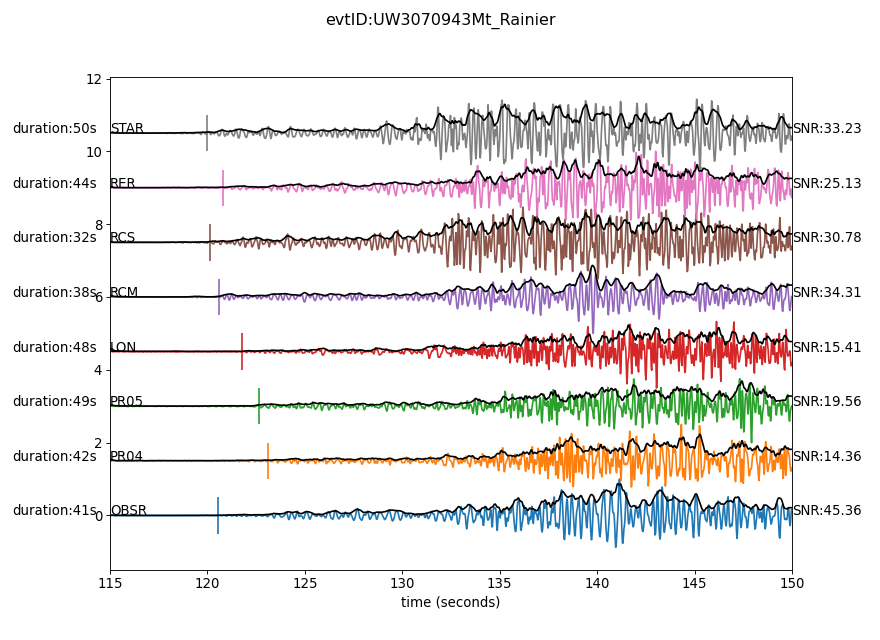 evtID:UW3070943Mt_Rainier
12
duration:50s STAR SNR:33.23
10
duration:44s RER SNR:25.13
8
duration:32s RCS SNR:30.78
duration:38s RCM SNR:34.31
6
duration:48s LON SNR:15.41
4
duration:49s PR05 SNR:19.56
2
duration:42s PR04 SNR:14.36
duration:41s OBSR SNR:45.36
0
115 120 125 130 135 140 145 150
time (seconds)